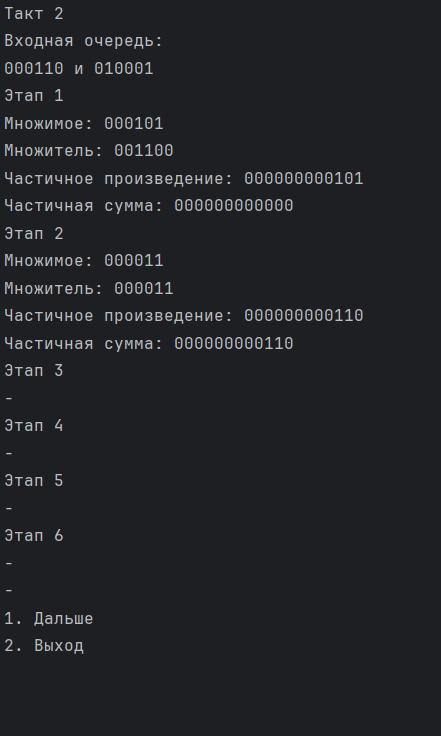 Такт 2
Входная очередь:
000110 и 010001
Этап 1
Множимое: 000101
Множитель: 001100
Частичное произведение: 000000000101
Частичная сумма: 000000000000
Этап 2
Множимое: 000011
Множитель: 000011
Частичное произведение: 000000000110
Частичная сумма: 000000000110
Этап 3
-
Этап 4
-
Этап 5
-
Этап 6
-
-
1. Дальше
2. Выход